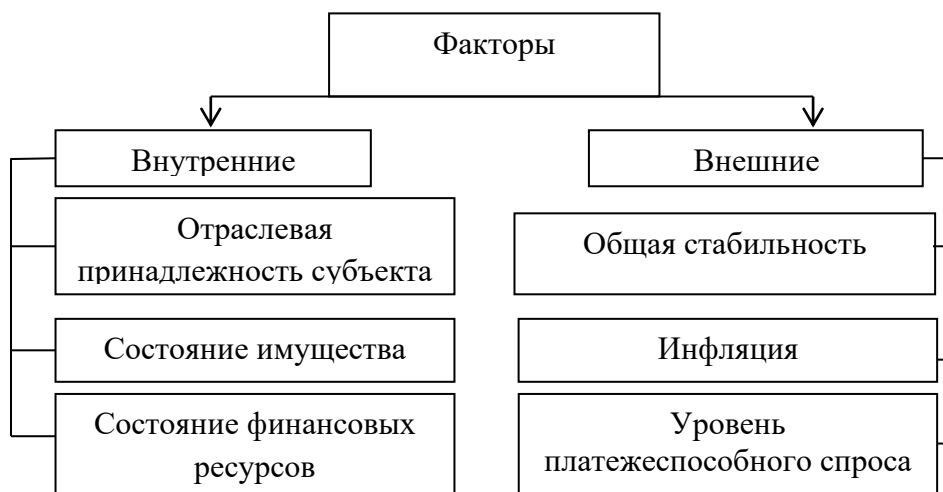 Факторы
Внутренние
Внешние
Отраслевая
принадлежность субъекта
Общая стабильность
Состояние имущества
Инфляция
Состояние финансовых
ресурсов
Уровень
платежеспособного спроса